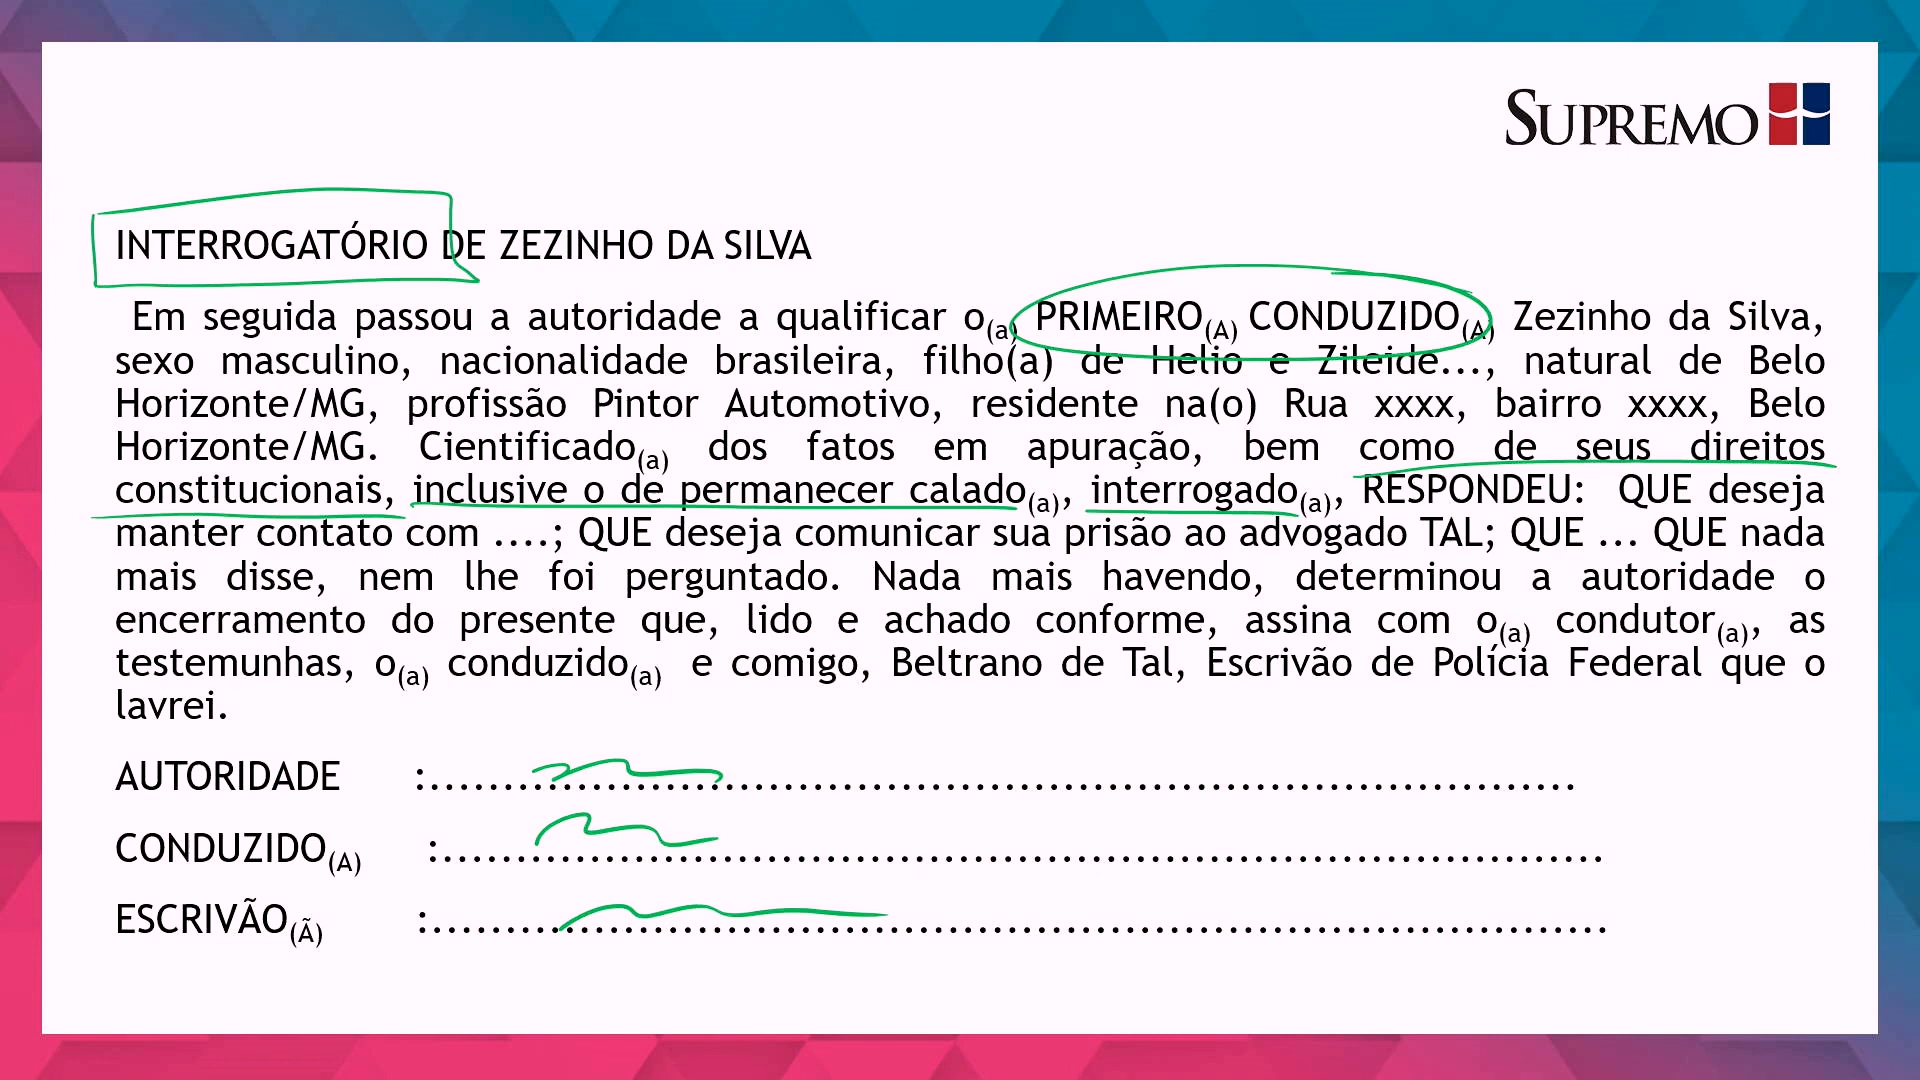 SUPREMO
INTERROGATÓRIO DE ZEZINHO DA SILVA
Em seguida passou a autoridade a qualificar o(a) PRIMEIRO(A) CONDUZIDO(A) Zezinho da Silva,
sexo masculino, nacionalidade brasileira, filho(a) de Helio e Zileide..., natural de Belo
Horizonte/MG, profissão Pintor Automotivo, residente na(o) Rua xxxx, bairro xxxx, Belo
Horizonte/MG. Cientificado(a) dos fatos em apuração, bem como de seus direitos
constitucionais, inclusive o de permanecer calado(a), interrogado(a), RESPONDEU: QUE deseja
manter contato com ....; QUE deseja comunicar sua prisão ao advogado TAL; QUE ... QUE nada
mais disse, nem lhe foi perguntado. Nada mais havendo, determinou a autoridade o
encerramento do presente que, lido e achado conforme, assina com o(a) condutor(a), as
testemunhas, o(a) conduzido(a) e comigo, Beltrano de Tal, Escrivão de Polícia Federal que o
lavrei.
AUTORIDADE :...............................................................................
CONDUZIDO(A) :...............................................................................
ESCRIVÃO(Ã) :................................................................................